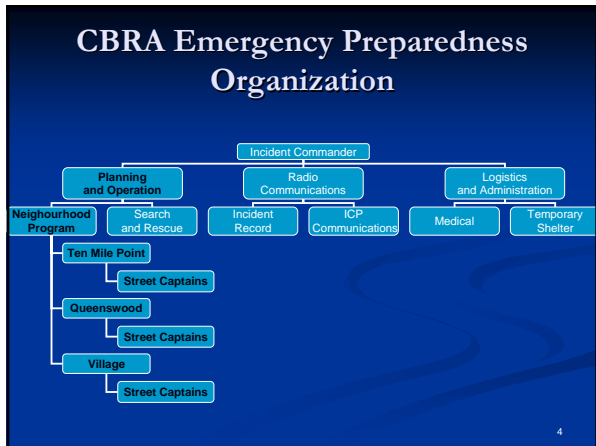 CBRA Emergency Preparedness
Organization
Incident Commander
Planning
and Operation
Radio
Communications
Logistics
and Administration
Neighourhood
Program
Search
and Rescue
Incident
Record
ICP
Communications
Medical
Temporary
Shelter
Ten Mile Point
Street Captains
Queenswood
Street Captains
Village
Street Captains
4